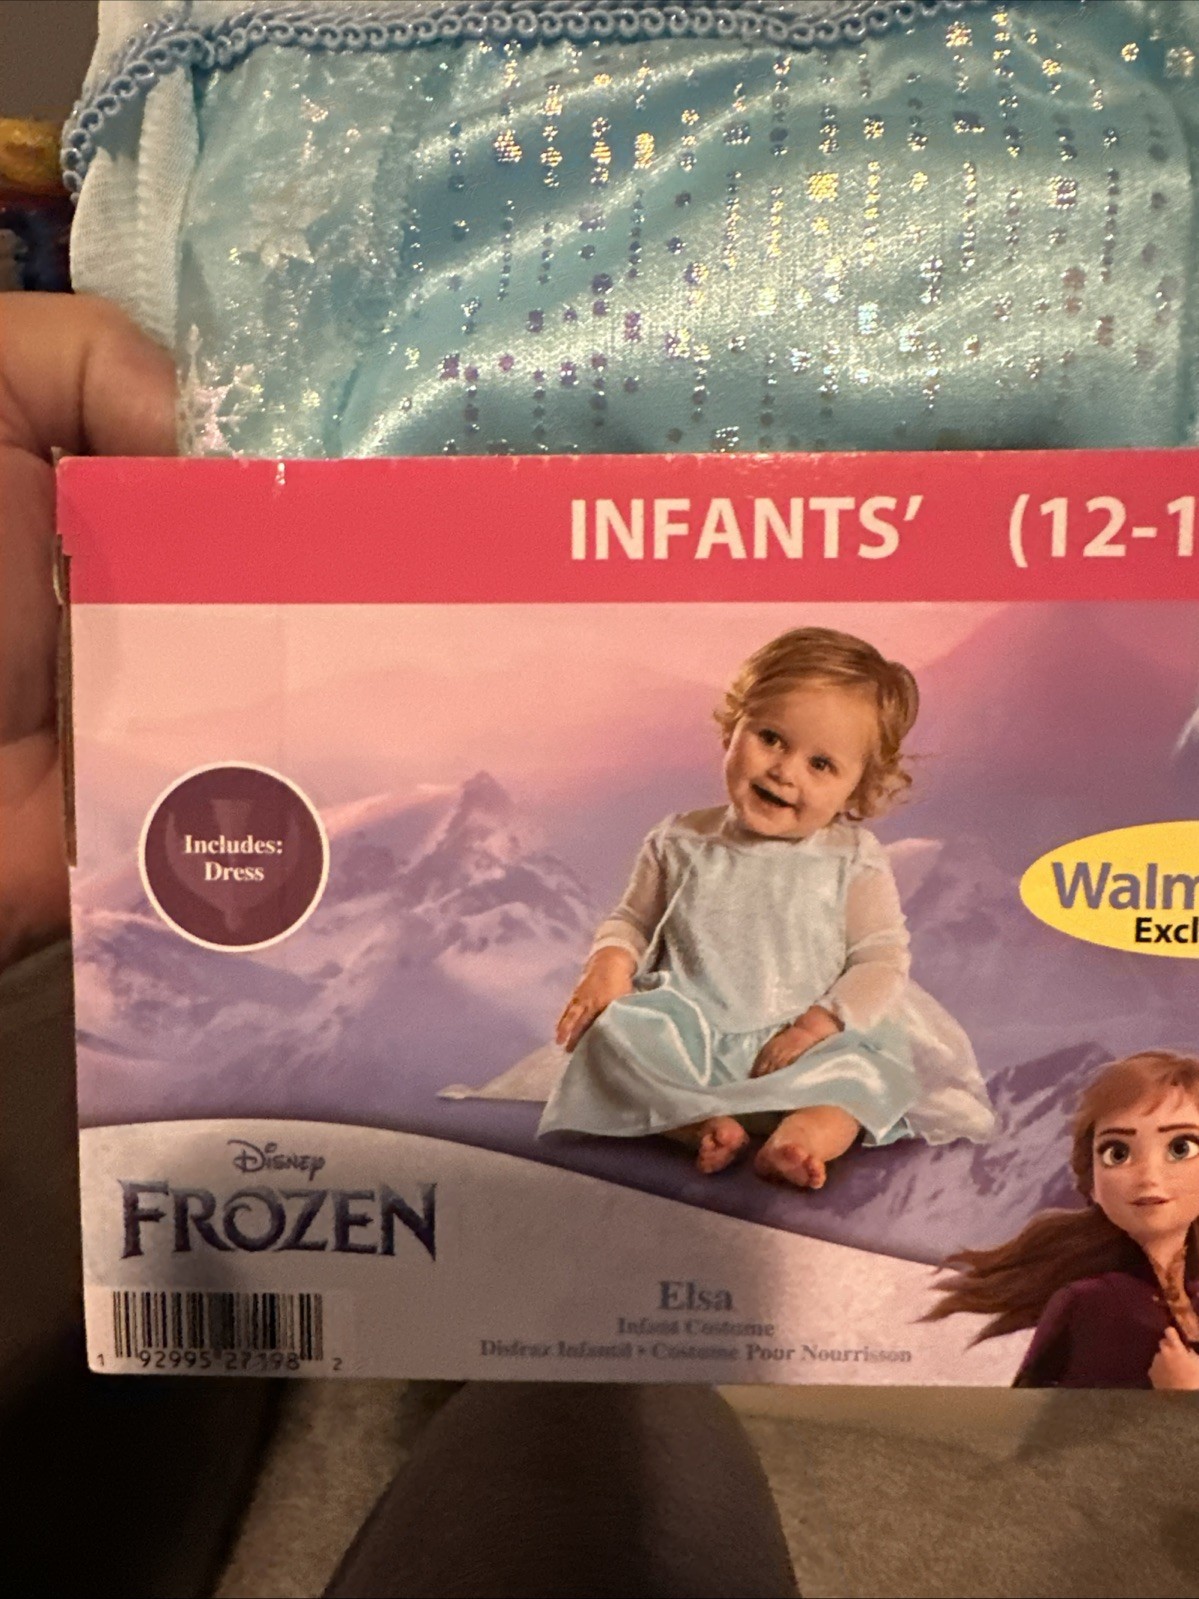 INFANTS' (12-1
Includes:
Dress
Walm
Excl
Disney
FROZEN
Elsa
Infant Costume
Disfraz Infantil • Costume Pour Nourrisson
1 92995 27198 2